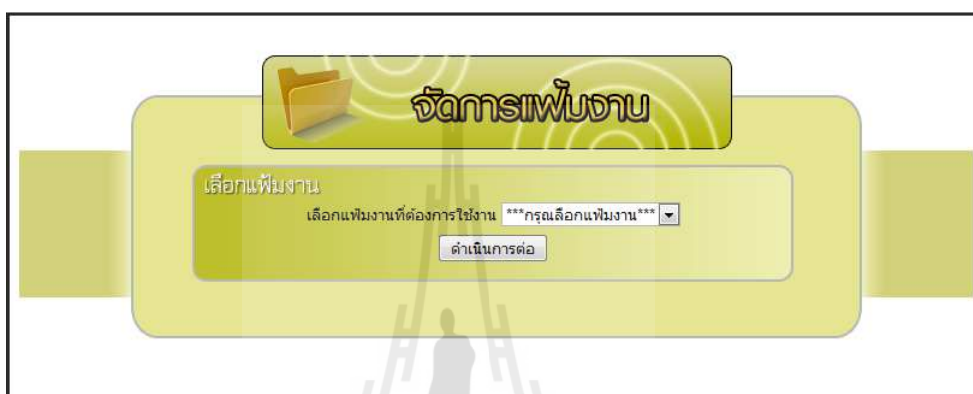 จัดการแฟ้มงาน
เลือกแฟ้มงาน
เลือกแฟ้มงานที่ต้องการใช้งาน ***กรุณลือกแฟ้มงาน***
ดำเนินการต่อ